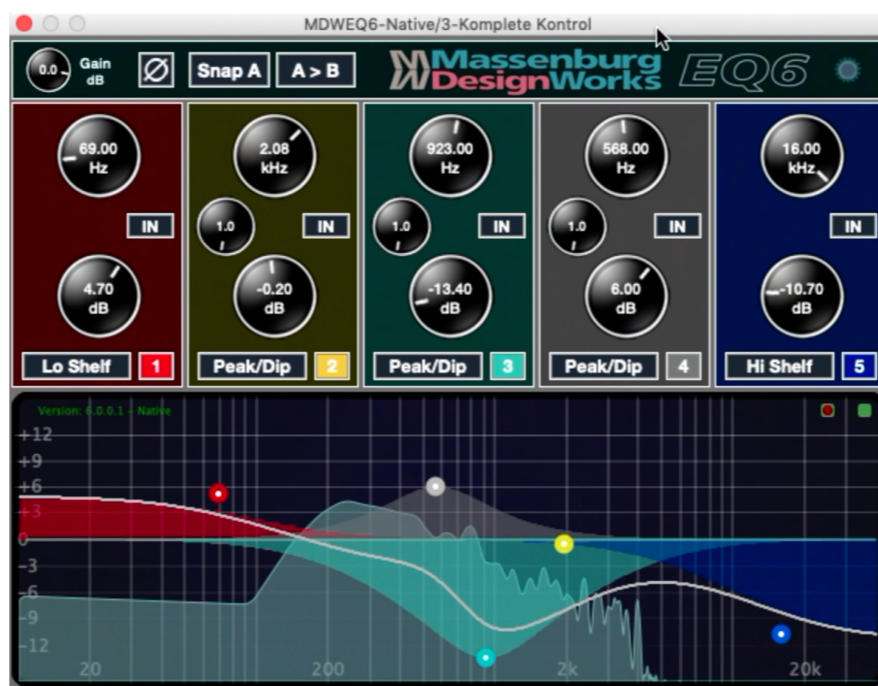 MDWEQ6-Native/3-Komplete Kontrol
0.0 Gain dB Ø Snap A A > B Massenburg DesignWorks EQ6
69.00 Hz
IN
4.70 dB
Lo Shelf 1
2.08 kHz
1.0 IN
-0.20 dB
Peak/Dip 2
923.00 Hz
1.0 IN
-13.40 dB
Peak/Dip 3
568.00 Hz
1.0 IN
6.00 dB
Peak/Dip 4
16.00 kHz
IN
-10.70 dB
Hi Shelf 5
Version: 6.0.0.1 - Native
+12
+9
+6
+3
0
-3
-6
-9
-12
20 200 2k 20k